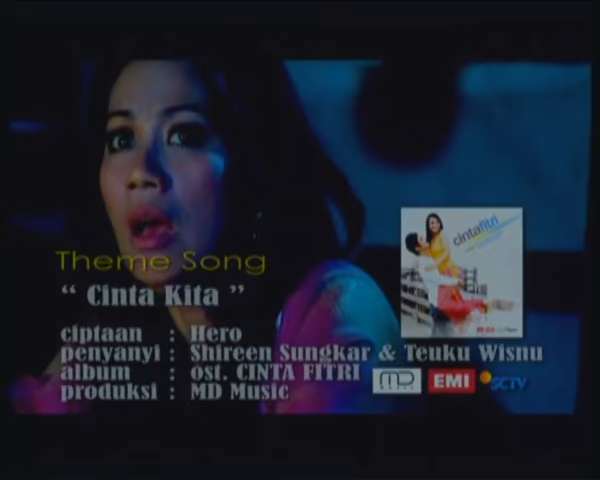 Theme Song
“ Cinta Kita ”
ciptaan : Hero
penyanyi : Shireen Sungkar & Teuku Wisnu
album : ost. CINTA FITRI
produksi : MD Music
cintafitri
MD
MUSIC
EMI
SCTV